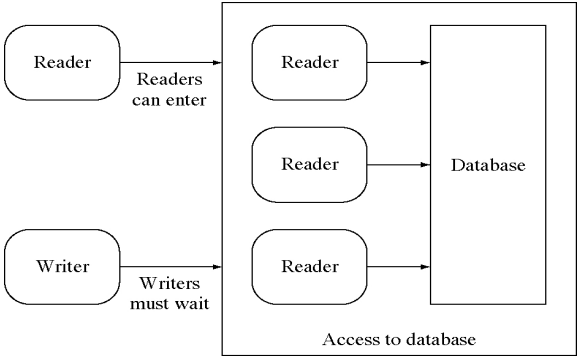 Reader
Readers
can enter
Writer
Writers
must wait
Reader
Reader
Reader
Database
Access to database